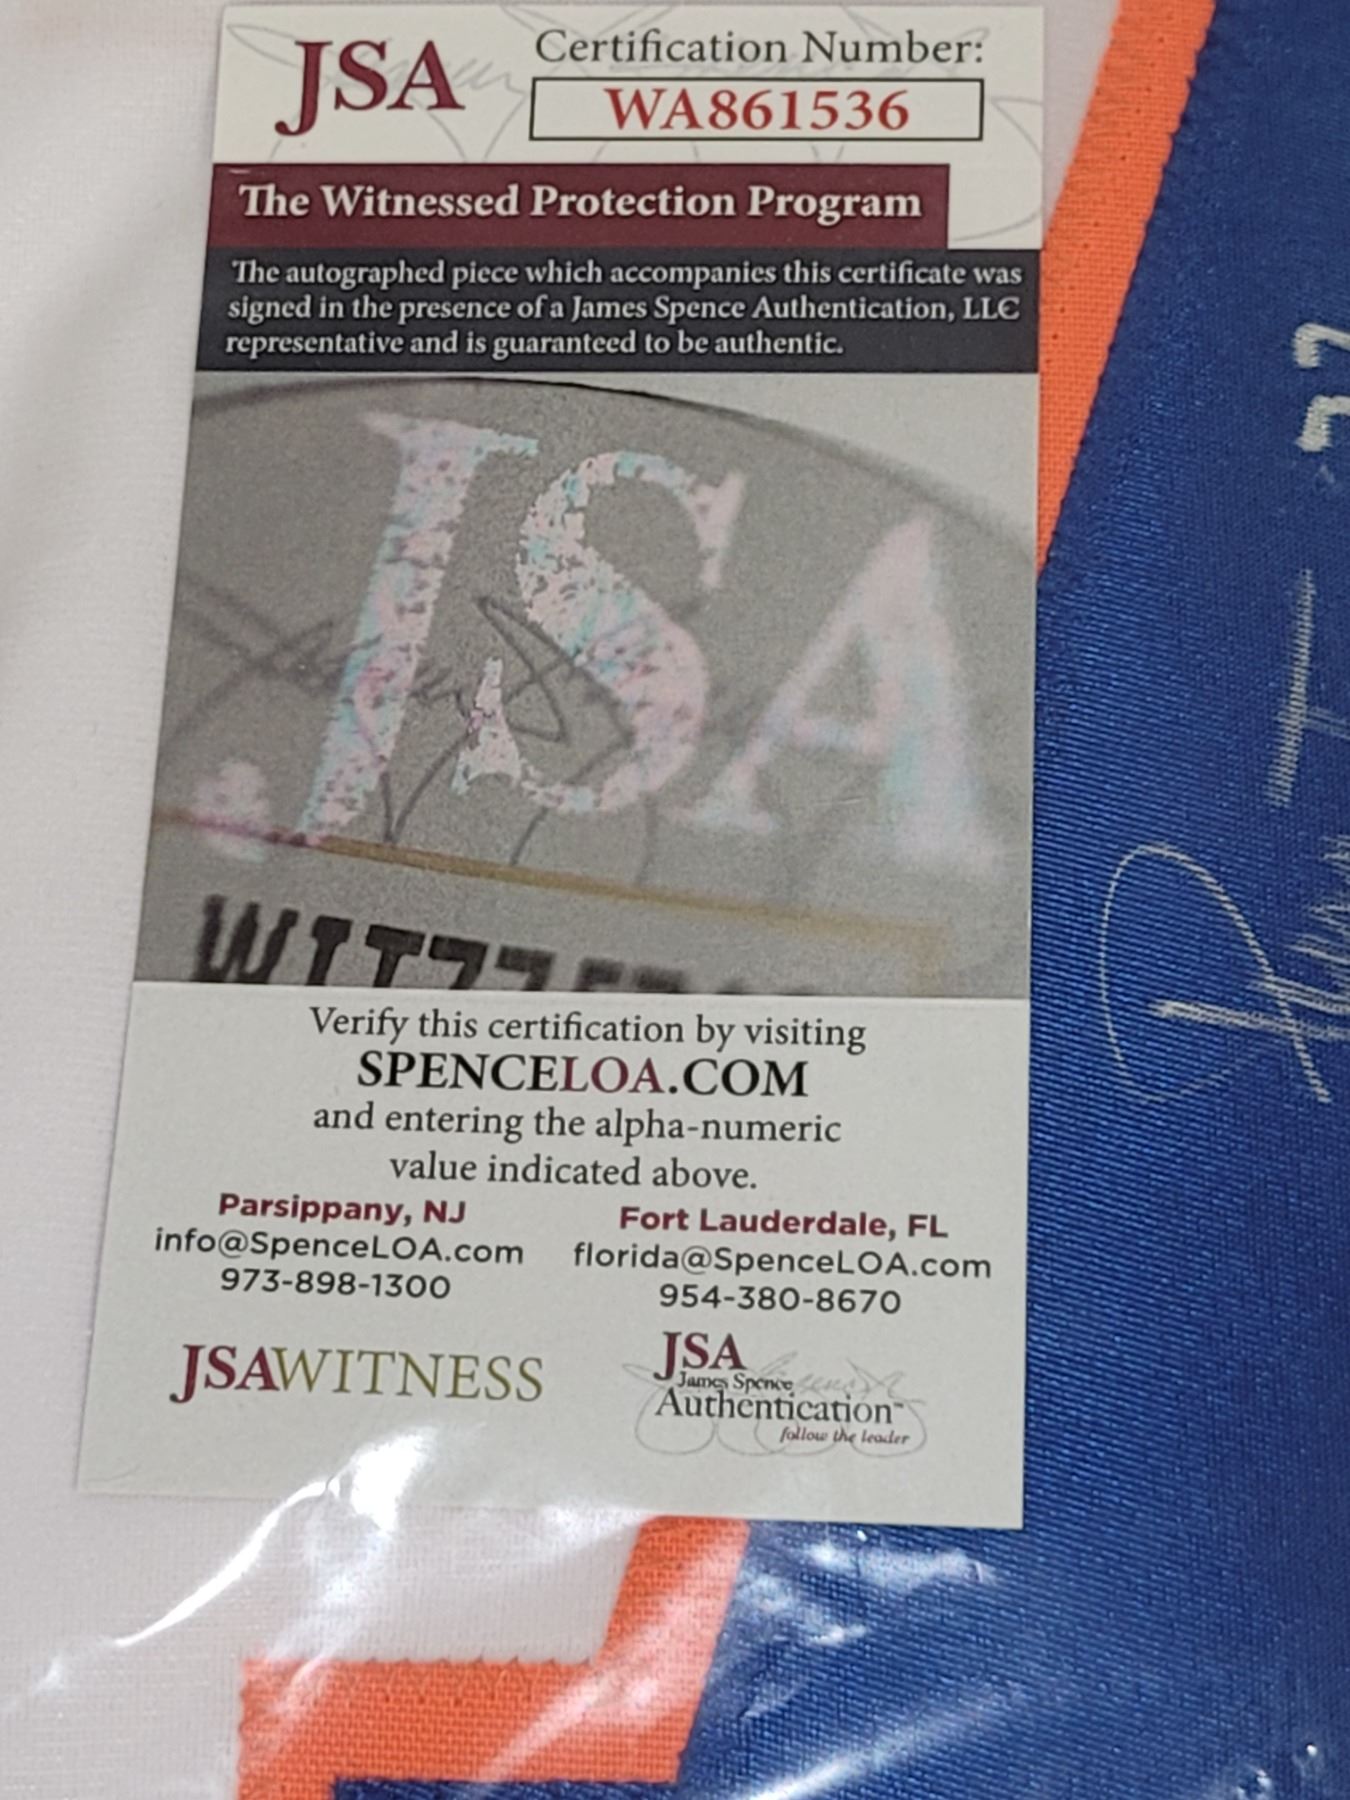 JSA
Certification Number:
WA861536
The Witnessed Protection Program
The autographed piece which accompanies this certificate was
signed in the presence of a James Spence Authentication, LLC
representative and is guaranteed to be authentic.
JSA
Verify this certification by visiting
SPENCELOA.COM
and entering the alpha-numeric
value indicated above.
Parsippany, NJ
info@SpenceLOA.com
973-898-1300
Fort Lauderdale, FL
florida@SpenceLOA.com
954-380-8670
JSAWITNESS
JSA
James Spence
Authentication™
follow the leader